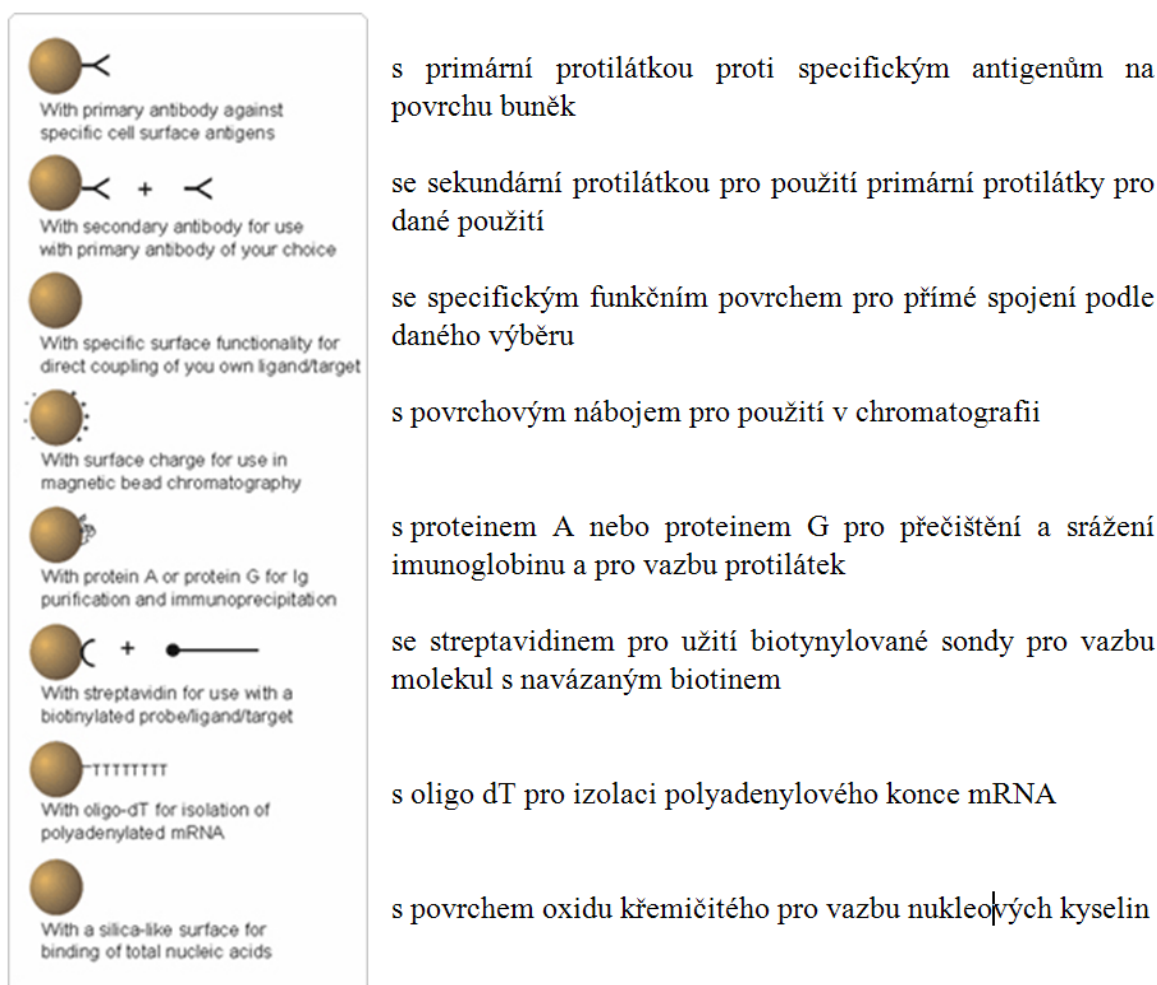 With primary antibody against
specific cell surface antigens
s primární protilátkou proti specifickým antigenům na
povrchu buněk
+
With secondary antibody for use
with primary antibody of your choice
se sekundární protilátkou pro použití primární protilátky pro
dané použití
With specific surface functionality for
direct coupling of you own ligand/target
se specifickým funkčním povrchem pro přímé spojení podle
daného výběru
With surface charge for use in
magnetic bead chromatography
s povrchovým nábojem pro použití v chromatografii
With protein A or protein G for Ig
purification and immunoprecipitation
s proteinem A nebo proteinem G pro přečištění a srážení
imunoglobinu a pro vazbu protilátek
+
With streptavidin for use with a
biotinylated probe/ligand/target
se streptavidinem pro užití biotynylované sondy pro vazbu
molekul s navázaným biotinem
TTTTTTTT
With oligo-dT for isolation of
polyadenylated mRNA
s oligo dT pro izolaci polyadenylového konce mRNA
With a silica-like surface for
binding of total nucleic acids
s povrchem oxidu křemičitého pro vazbu nukleových kyselin